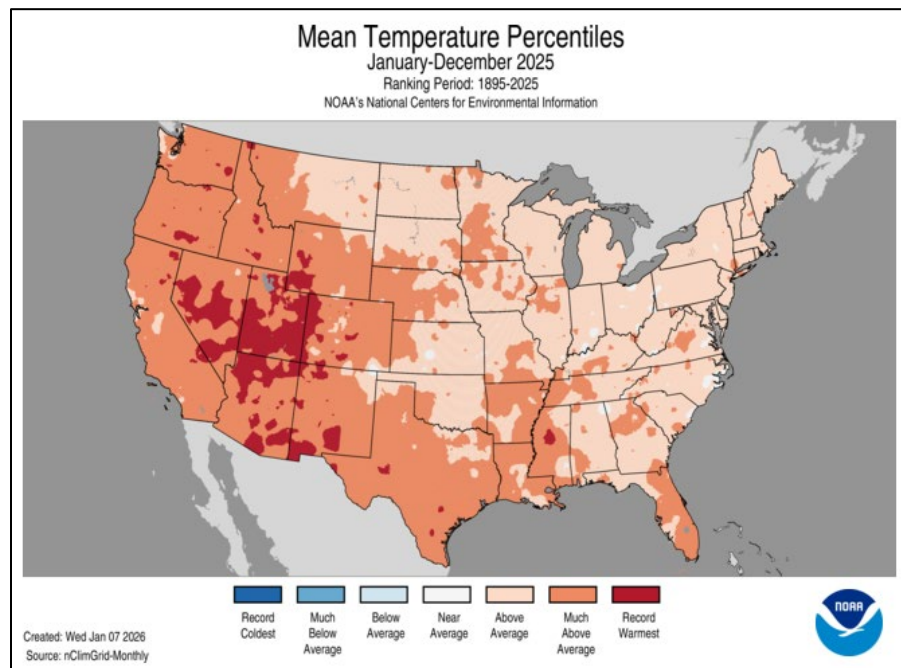 Mean Temperature Percentiles
January-December 2025
Ranking Period: 1895-2025
NOAA's National Centers for Environmental Information
Record
Coldest
Much
Below
Average
Below
Average
Near
Average
Above
Average
Much
Above
Average
Record
Warmest
Created: Wed Jan 07 2026
Source: nClimGrid-Monthly
NOAA